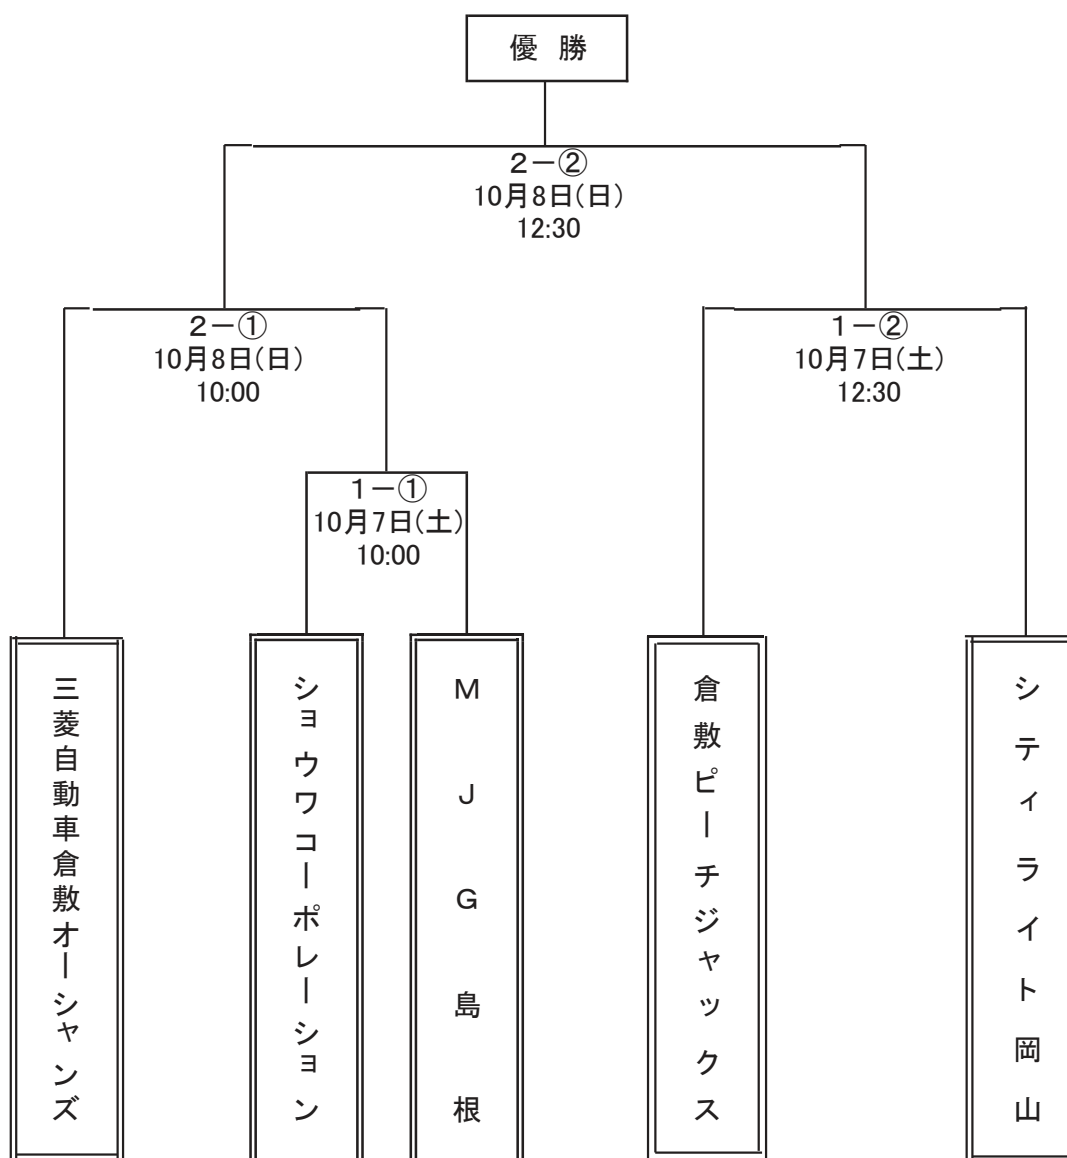 優 勝
2－②
10月8日(日)
12:30
2－①
10月8日(日)
10:00
1－②
10月7日(土)
12:30
1－①
10月7日(土)
10:00
三菱自動車倉敷オーシャンズ
ショウワコーポレーション
MJG島根
倉敷ピーチジャックス
シティライト岡山